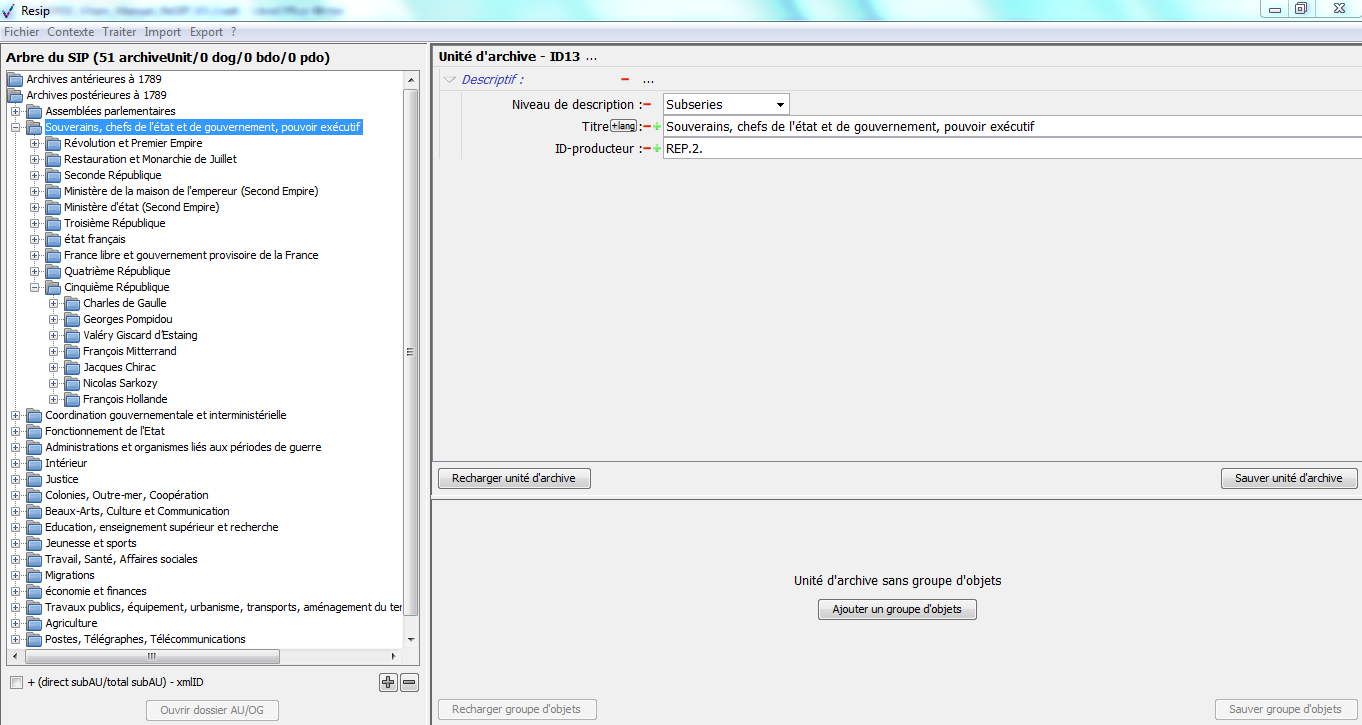 Resip
Fichier Contexte Traiter Import Export ?
Arbre du SIP (51 archiveUnit/0 dog/0 bdo/0 pdo)
Archives antérieures à 1789
Archives postérieures à 1789
Assemblées parlementaires
Souverains, chefs de l'état et de gouvernement, pouvoir exécutif
Révolution et Premier Empire
Restauration et Monarchie de Juillet
Seconde République
Ministère de la maison de l'empereur (Second Empire)
Ministère d'état (Second Empire)
Troisième République
état français
France libre et gouvernement provisoire de la France
Quatrième République
Cinquième République
Charles de Gaulle
Georges Pompidou
Valéry Giscard d'Estaing
François Mitterrand
Jacques Chirac
Nicolas Sarkozy
François Hollande
Coordination gouvernementale et interministérielle
Fonctionnement de l'Etat
Administrations et organismes liés aux périodes de guerre
Intérieur
Justice
Colonies, Outre-mer, Coopération
Beaux-Arts, Culture et Communication
Education, enseignement supérieur et recherche
Jeunesse et sports
Travail, Santé, Affaires sociales
Migrations
économie et finances
Travaux publics, équipement, urbanisme, transports, aménagement du ter
Agriculture
Postes, Télégraphes, Télécommunications
+ (direct subAU/total subAU) - xmlID
Ouvrir dossier AU/OG
Unité d'archive - ID13 ...
Descriptif : - ...
Niveau de description :- Subseries
Titre +lang :-+ Souverains, chefs de l'état et de gouvernement, pouvoir exécutif
ID-producteur :-+ REP.2.
Recharger unité d'archive
Sauver unité d'archive
Unité d'archive sans groupe d'objets
Ajouter un groupe d'objets
Recharger groupe d'objets
Sauver groupe d'objets